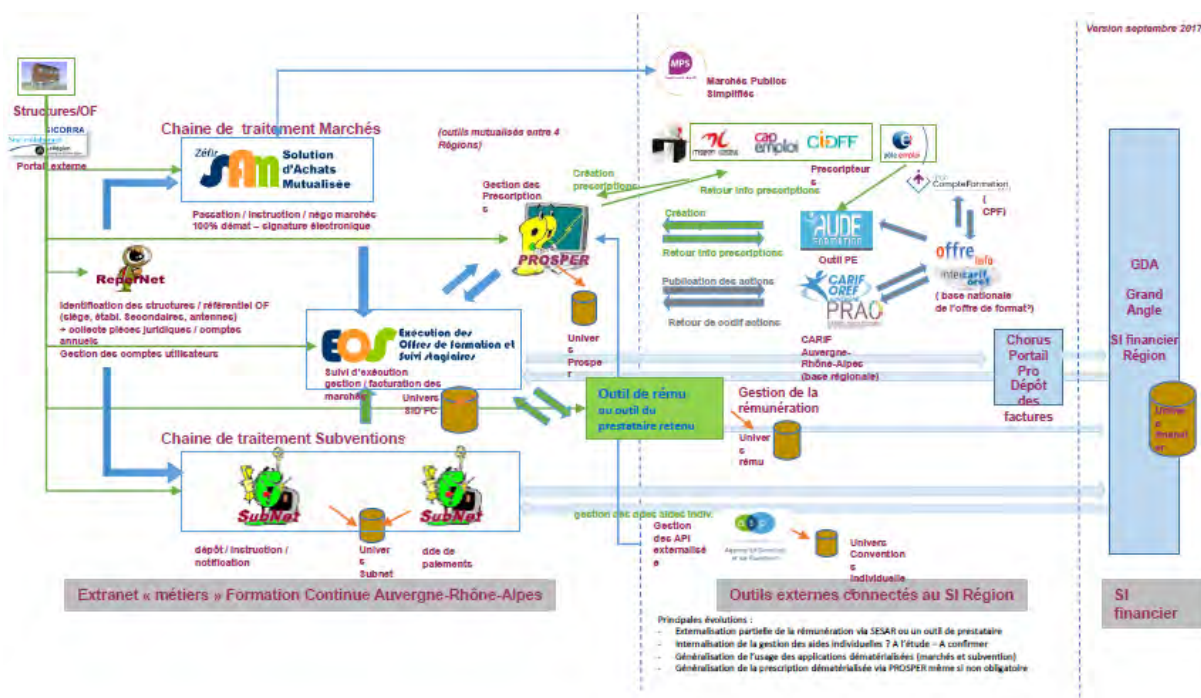 Version septembre 2017
MPS
Marchés Publics
Simplifiés
Structures/OF
SICORRA
Portail externe
Chaine de traitement Marchés
(outils mutualisés entre 4
Régions)
Zéfir
SAM
Solution
d'Achats
Mutualisée
Passation / instruction / négo marchés
100% démat – signature électronique
Gestion des
Prescription
s
PROSPER
Création
prescriptions
Retour info prescriptions
cap
emploi
CIDFF
pôle emploi
Prescripteur
s
CompteFormation
(
CPF)
Création
Retour info prescriptions
AUDE
FORMATION
Outil PE
offre
info
intercarif
oref
( base nationale
de l'offre de format°)
Publication des actions
Retour de codif actions
CARIF
OREF
PRAO
CARIF
Auvergne-
Rhône-Alpes
(base régionale)
ReperNet
Identification des structures / référentiel OF
(siège, établ. Secondaires, antennes)
+ collecte pièces juridiques / comptes
annuels
Gestion des comptes utilisateurs
EOS
Exécution des
Offres de formation et
Suivi stagiaires
Suivi d'exécution
gestion / facturation des
marchés
Univers
SID FC
Univer
s
Prospe
r
Outil de rému
ou outil du
prestataire retenu
Gestion de la
rémunération
Univer
s
rému
Chorus
Portail
Pro
Dépôt
des
factures
GDA
Grand
Angle
SI financier
Région
Chaine de traitement Subventions
SubNet
SubNet
dépôt / instruction /
notification
Univer
s
Subnet
dde de
paiements
gestion des aides aides indiv.
Gestion
des API
externalisé
e
asp
Univers
Convention
s
individuelle
s
Extranet « métiers » Formation Continue Auvergne-Rhône-Alpes
Outils externes connectés au SI Région
SI
financier
Principales évolutions :
- Externalisation partielle de la rémunération via SESAR ou un outil de prestataire
- Internalisation de la gestion des aides individuelles ? A l'étude – A confirmer
- Généralisation de l'usage des applications dématérialisées (marchés et subvention)
- Généralisation de la prescription dématérialisée via PROSPER même si non obligatoire